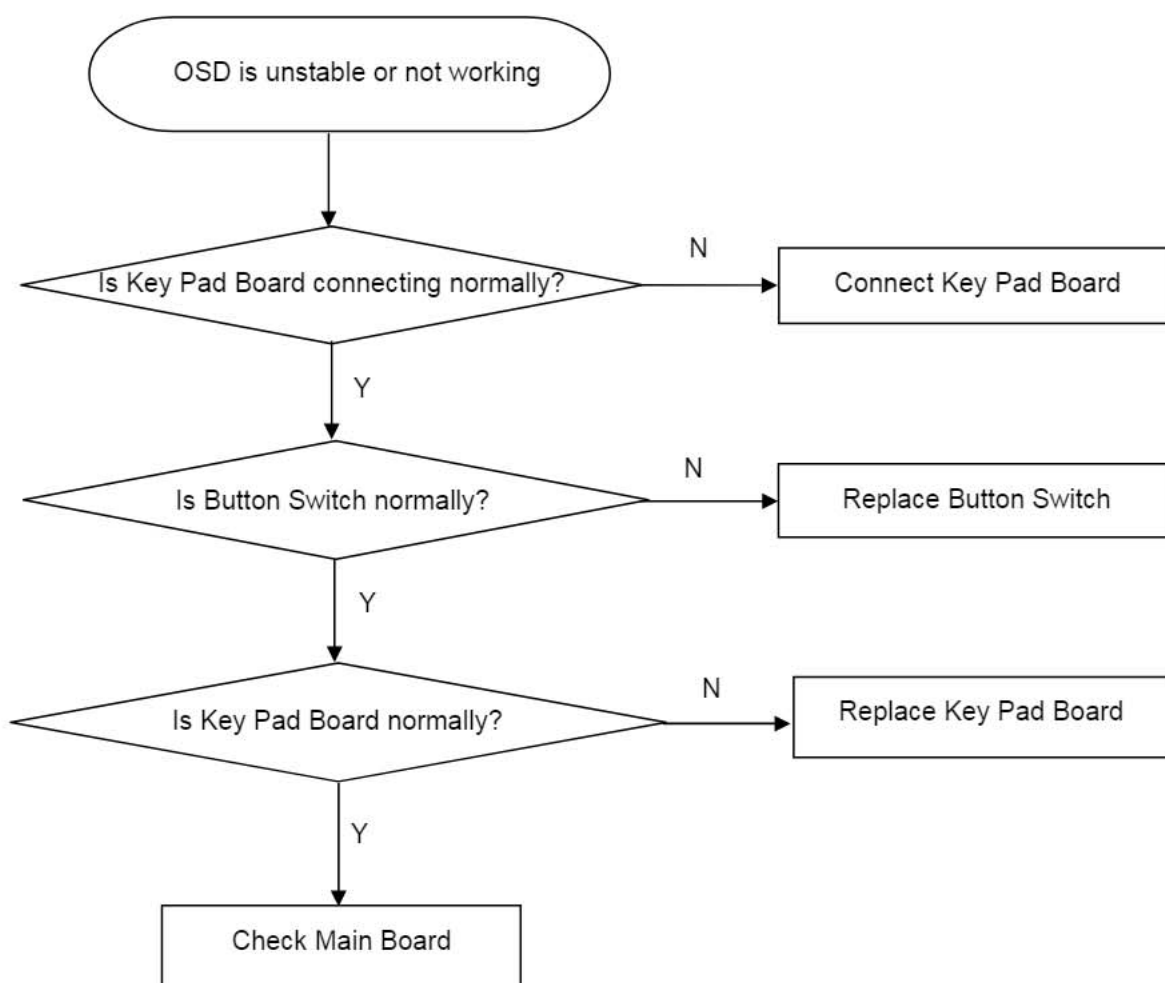 OSD is unstable or not working
N
Is Key Pad Board connecting normally?
Connect Key Pad Board
Y
N
Is Button Switch normally?
Replace Button Switch
Y
N
Is Key Pad Board normally?
Replace Key Pad Board
Y
Check Main Board